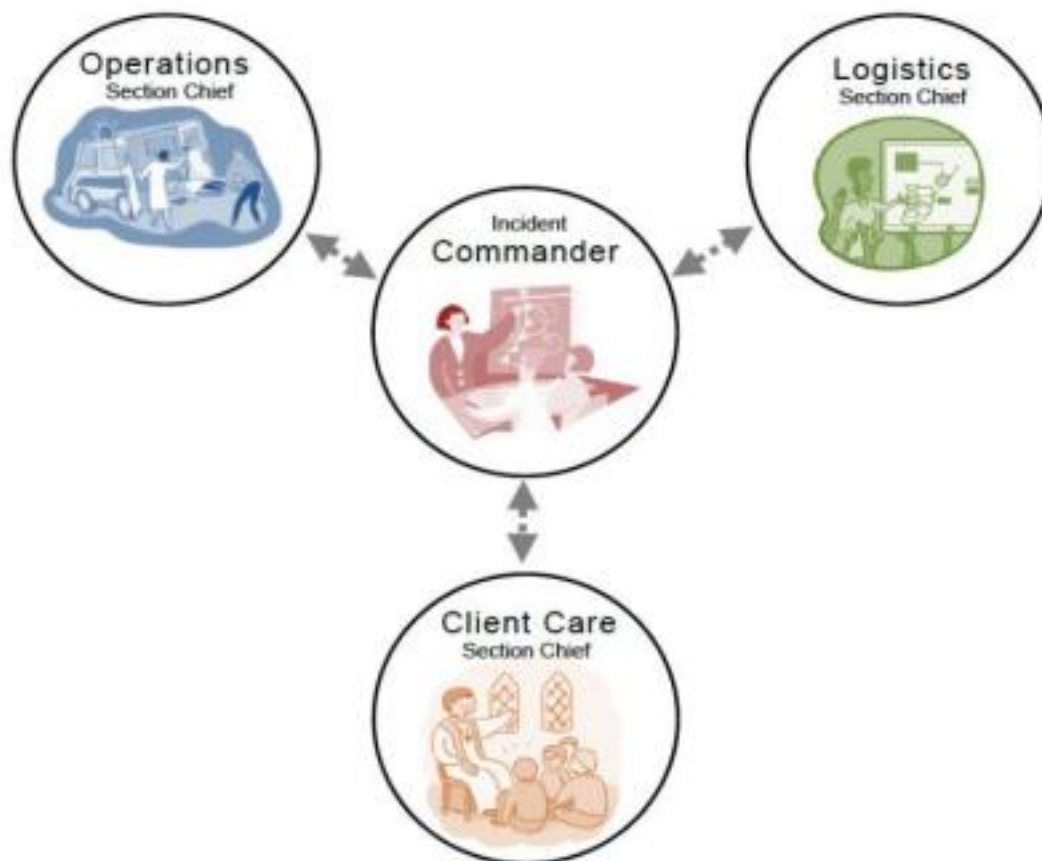 Operations
Section Chief
Logistics
Section Chief
Incident
Commander
Client Care
Section Chief